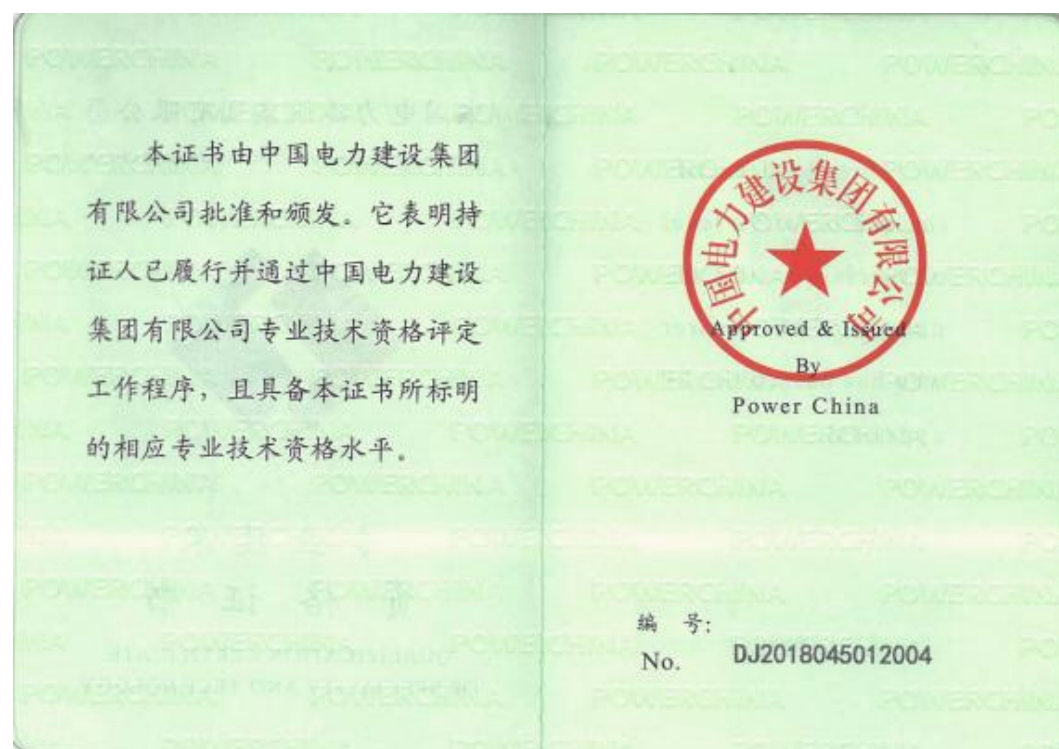 本证书由中国电力建设集团
有限公司批准和颁发。它表明持
证人已履行并通过中国电力建设
集团有限公司专业技术资格评定
工作程序，且具备本证书所标明
的相应专业技术资格水平。
中国电力建设集团有限公司
Approved & Issued
By
Power China
编 号:
No. DJ2018045012004
POWERCHINA